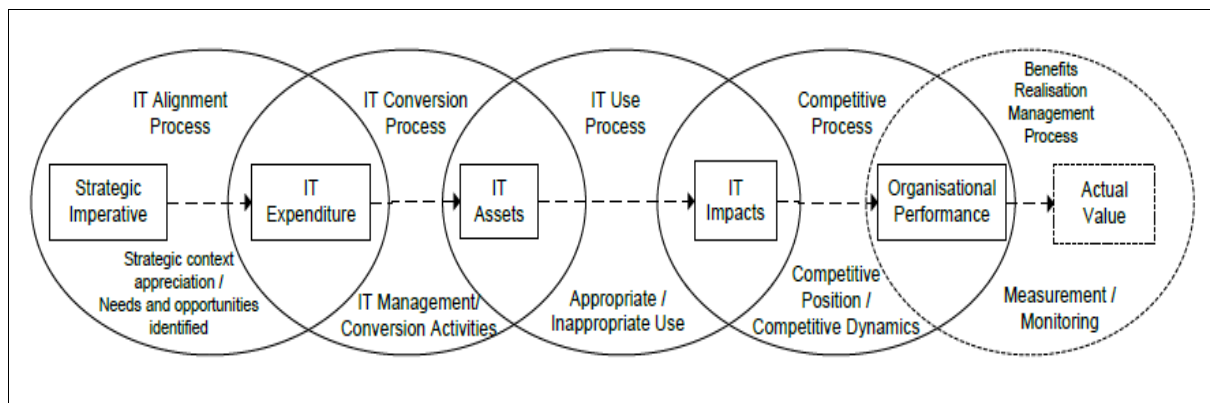 IT Alignment
Process
IT Conversion
Process
IT Use
Process
Competitive
Process
Benefits
Realisation
Management
Process
Strategic
Imperative
IT
Expenditure
IT
Assets
IT
Impacts
Organisational
Performance
Actual
Value
Strategic context
appreciation /
Needs and opportunities
identified
IT Management/
Conversion Activities
Appropriate /
Inappropriate Use
Competitive
Position /
Competitive Dynamics
Measurement /
Monitoring